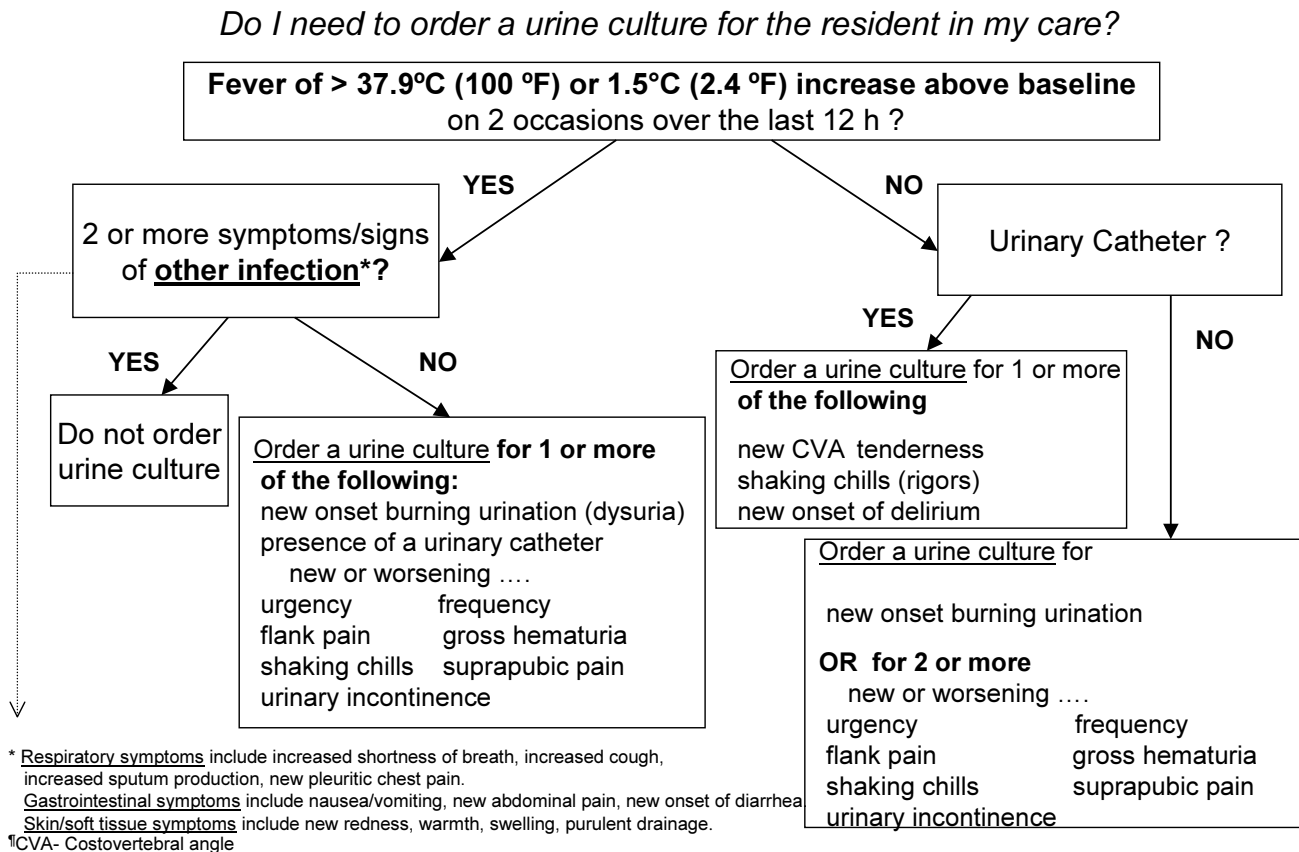 Do I need to order a urine culture for the resident in my care?
Fever of > 37.9ºC (100 ºF) or 1.5°C (2.4 ºF) increase above baseline
on 2 occasions over the last 12 h ?
YES
NO
2 or more symptoms/signs
of other infection*?
Urinary Catheter ?
YES
NO
YES
NO
Do not order
urine culture
Order a urine culture for 1 or more
of the following:
new onset burning urination (dysuria)
presence of a urinary catheter
new or worsening ....
urgency frequency
flank pain gross hematuria
shaking chills suprapubic pain
urinary incontinence
Order a urine culture for 1 or more
of the following
new CVA tenderness
shaking chills (rigors)
new onset of delirium
Order a urine culture for
new onset burning urination
OR for 2 or more
new or worsening ....
urgency frequency
flank pain gross hematuria
shaking chills suprapubic pain
urinary incontinence
* Respiratory symptoms include increased shortness of breath, increased cough,
increased sputum production, new pleuritic chest pain.
Gastrointestinal symptoms include nausea/vomiting, new abdominal pain, new onset of diarrhea.
Skin/soft tissue symptoms include new redness, warmth, swelling, purulent drainage.
¶CVA- Costovertebral angle